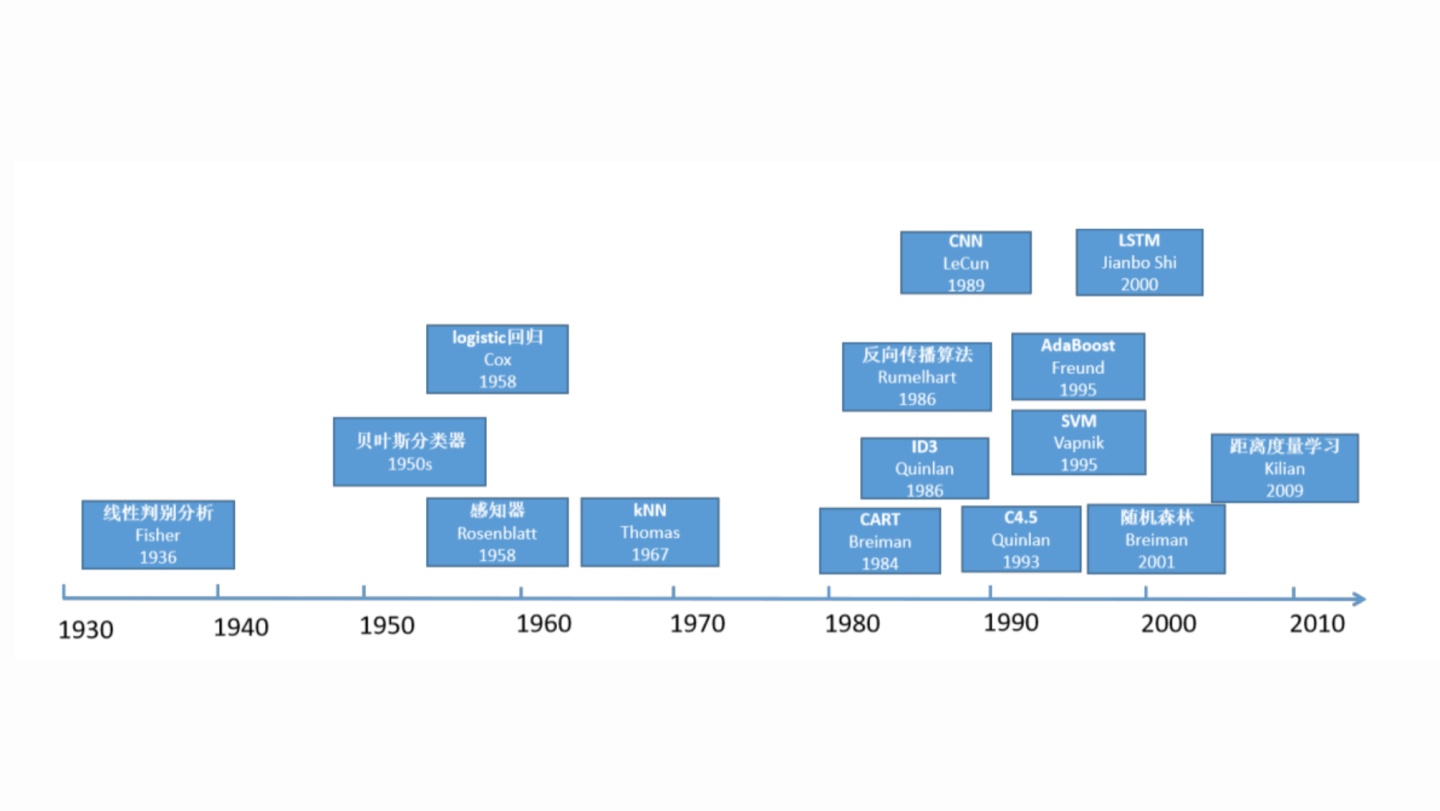 CNN
LeCun
1989
LSTM
Jianbo Shi
2000
logistic回归
Cox
1958
反向传播算法
Rumelhart
1986
AdaBoost
Freund
1995
贝叶斯分类器
1950s
ID3
Quinlan
1986
SVM
Vapnik
1995
距离度量学习
Kilian
2009
线性判别分析
Fisher
1936
感知器
Rosenblatt
1958
kNN
Thomas
1967
CART
Breiman
1984
C4.5
Quinlan
1993
随机森林
Breiman
2001
1930 1940 1950 1960 1970 1980 1990 2000 2010